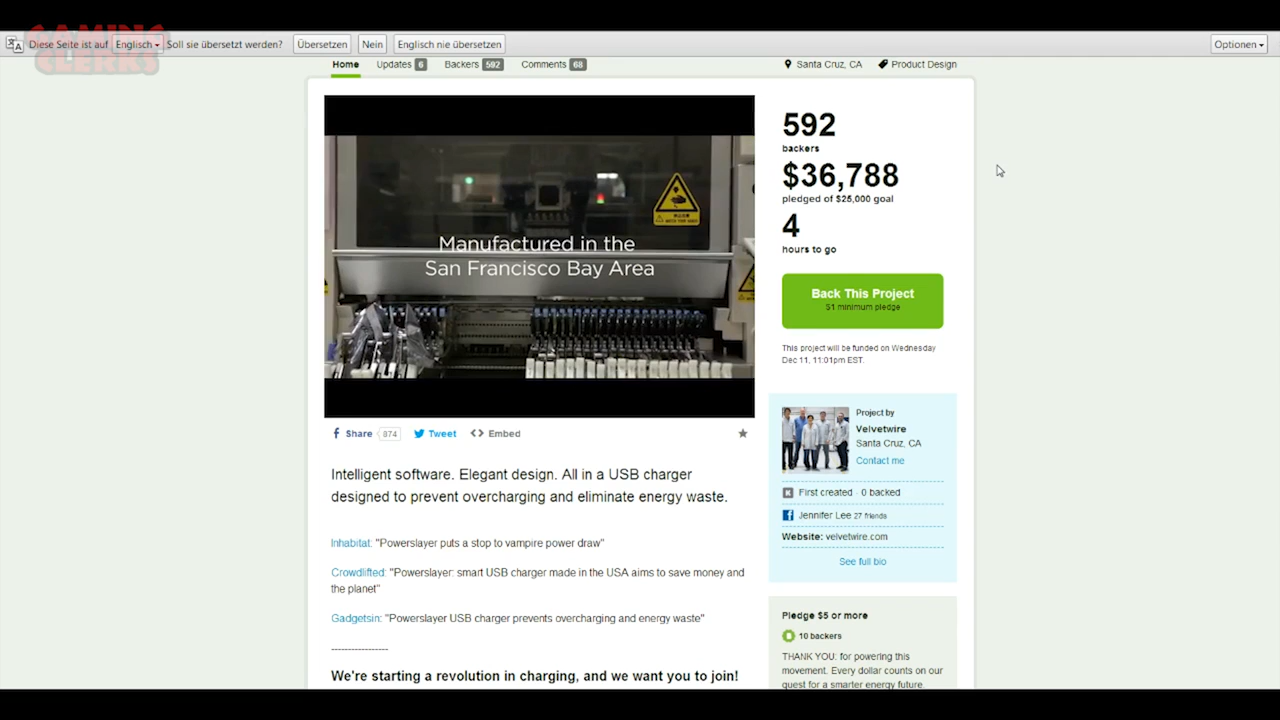 GAMING
CLERKS
Diese Seite ist auf Englisch Soll sie übersetzt werden? Übersetzen Nein Englisch nie übersetzen Optionen
Home Updates 6 Backers 592 Comments 68 Santa Cruz, CA Product Design
592
backers
$36,788
pledged of $25,000 goal
4
hours to go
Back This Project
$1 minimum pledge
This project will be funded on Wednesday
Dec 11, 11:01pm EST.
Manufactured in the
San Francisco Bay Area
Share 874 Tweet Embed
Intelligent software. Elegant design. All in a USB charger
designed to prevent overcharging and eliminate energy waste.
Inhabitat: "Powerslayer puts a stop to vampire power draw"
Crowdlifted: "Powerslayer: smart USB charger made in the USA aims to save money and
the planet"
Gadgetsin: "Powerslayer USB charger prevents overcharging and energy waste"
----------------
We're starting a revolution in charging, and we want you to join!
Project by
Velvetwire
Santa Cruz, CA
Contact me
First created · 0 backed
Jennifer Lee 27 friends
Website: velvetwire.com
See full bio
Pledge $5 or more
10 backers
THANK YOU: for powering this
movement. Every dollar counts on our
quest for a smarter energy future.